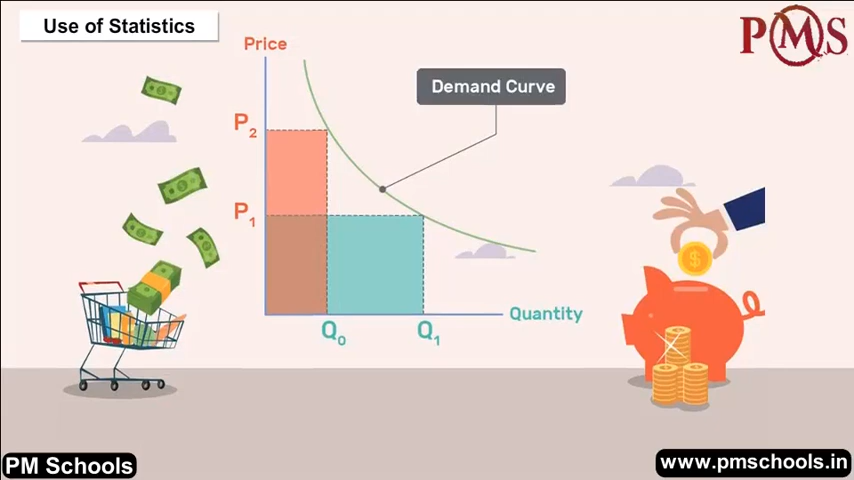 Use of Statistics
PMS
Price
Demand Curve
P2
P1
Quantity
Q0
Q1
PM Schools
www.pmschools.in